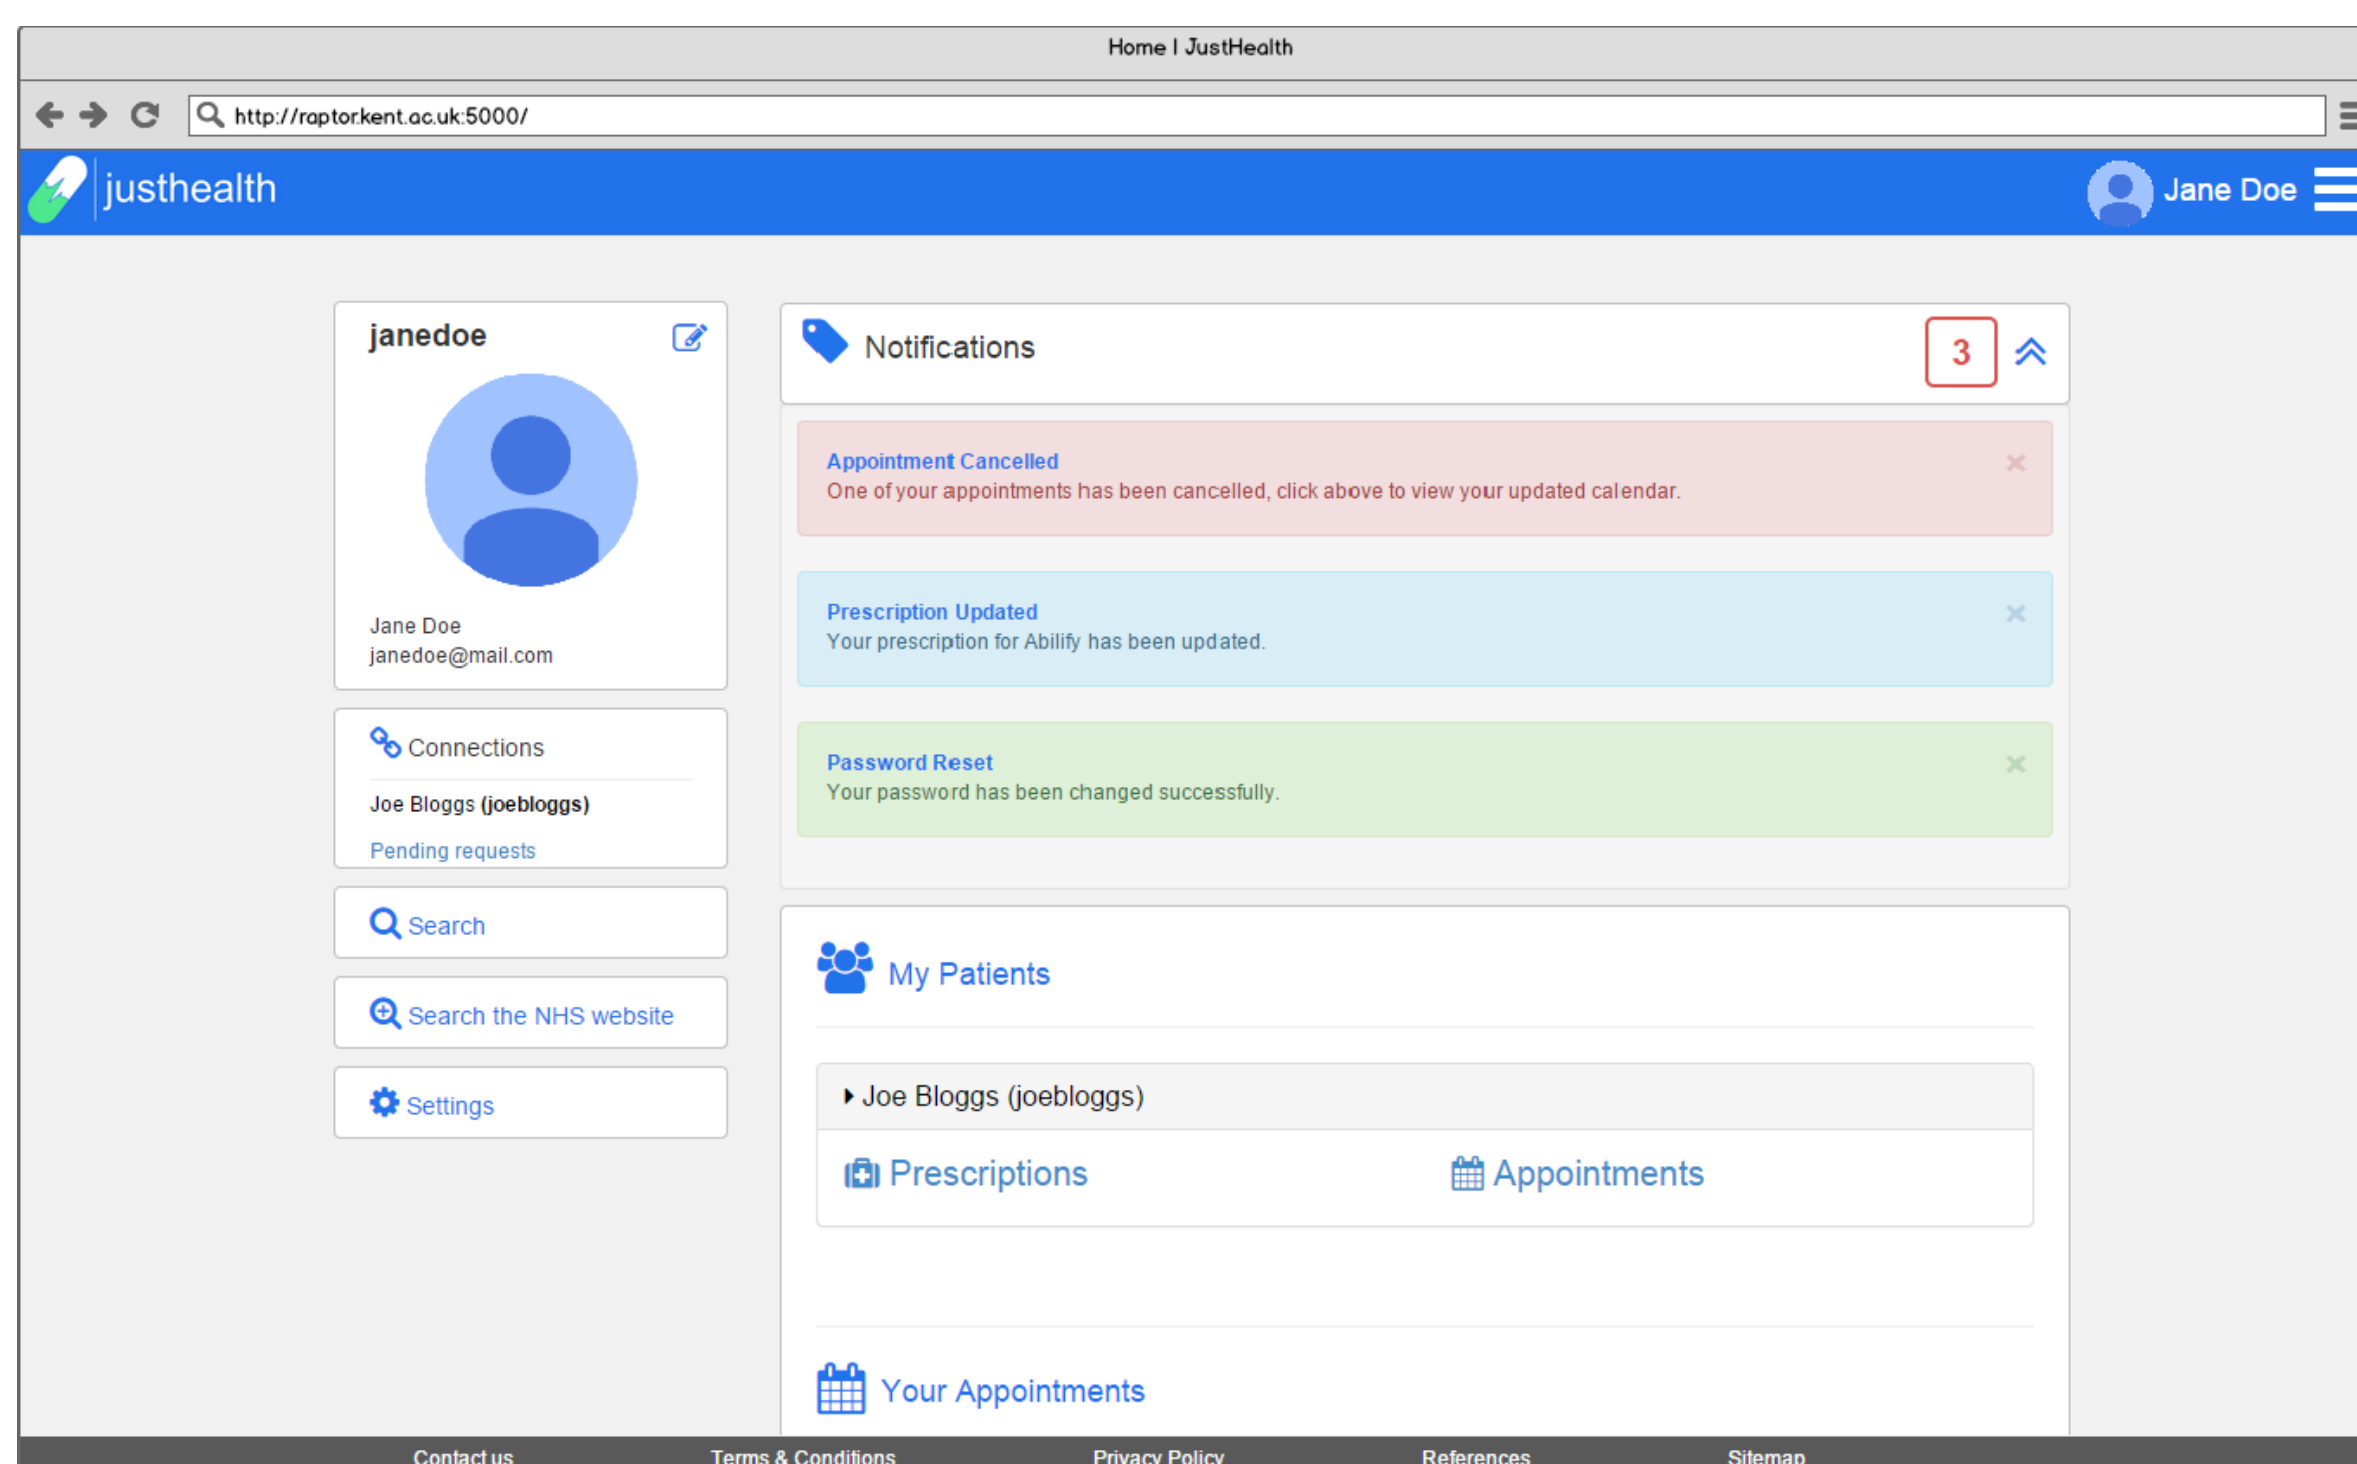 Home | JustHealth
http://raptor.kent.ac.uk:5000/
justhealth
Jane Doe
janedoe
Jane Doe
janedoe@mail.com
Connections
Joe Bloggs (joebloggs)
Pending requests
Search
Search the NHS website
Settings
Notifications
3
Appointment Cancelled
One of your appointments has been cancelled, click above to view your updated calendar.
Prescription Updated
Your prescription for Abilify has been updated.
Password Reset
Your password has been changed successfully.
My Patients
Joe Bloggs (joebloggs)
Prescriptions
Appointments
Your Appointments
Contact us
Terms & Conditions
Privacy Policy
References
Sitemap